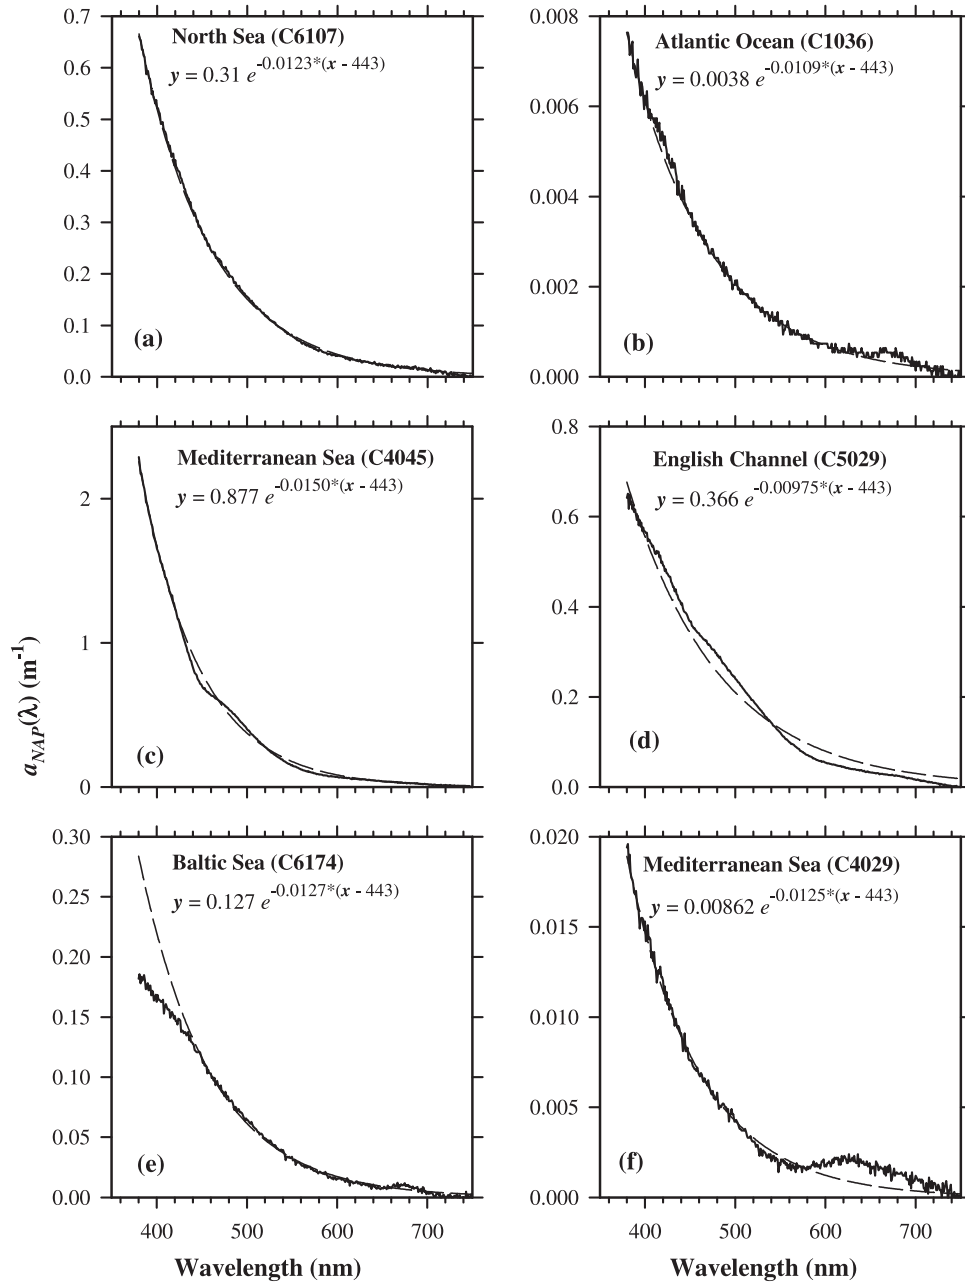 0.7
0.6
0.5
0.4
0.3
0.2
0.1
0.0
North Sea (C6107)
y = 0.31 e^-0.0123*(x - 443)
(a)
0.008
0.006
0.004
0.002
0.000
Atlantic Ocean (C1036)
y = 0.0038 e^-0.0109*(x - 443)
(b)
2
1
0
Mediterranean Sea (C4045)
y = 0.877 e^-0.0150*(x - 443)
(c)
0.8
0.6
0.4
0.2
0.0
English Channel (C5029)
y = 0.366 e^-0.00975*(x - 443)
(d)
a_NAP(λ) (m^-1)
0.30
0.25
0.20
0.15
0.10
0.05
0.00
Baltic Sea (C6174)
y = 0.127 e^-0.0127*(x - 443)
(e)
400 500 600 700
Wavelength (nm)
0.020
0.015
0.010
0.005
0.000
Mediterranean Sea (C4029)
y = 0.00862 e^-0.0125*(x - 443)
(f)
400 500 600 700
Wavelength (nm)